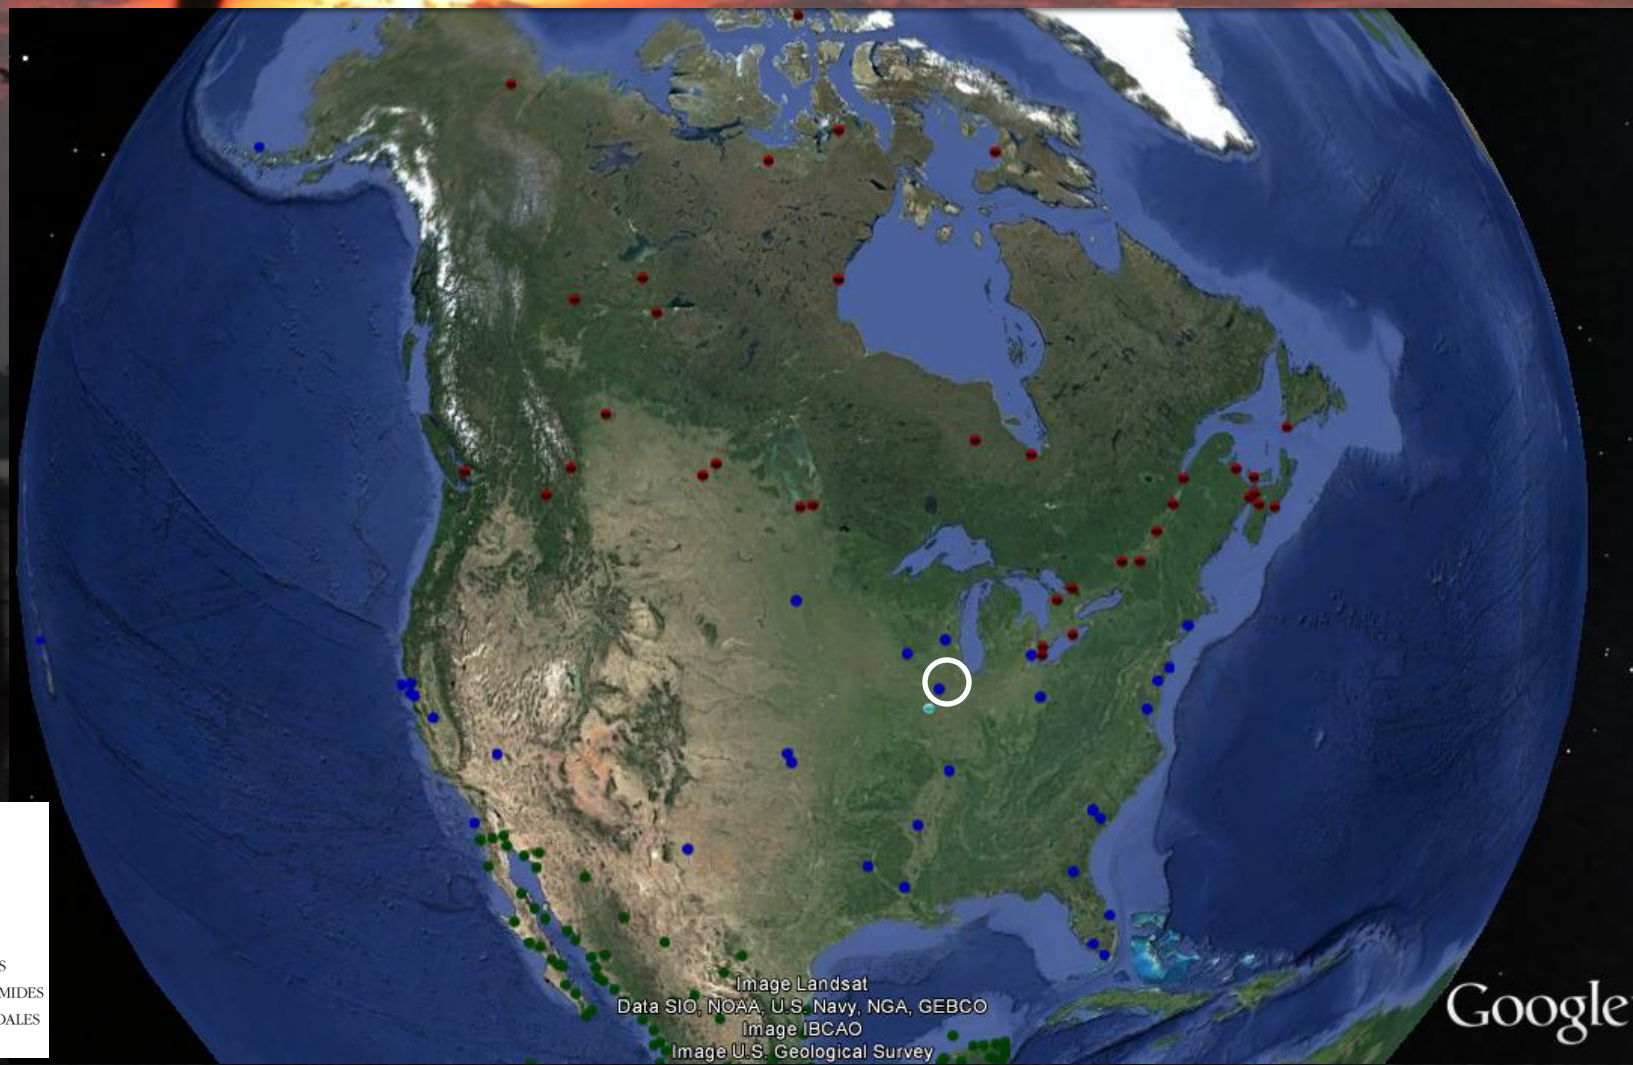 S
MIDES
DALES
Image Landsat
Data SIO, NOAA, U.S. Navy, NGA, GEBCO
Image IBCAO
Image U.S. Geological Survey
Google